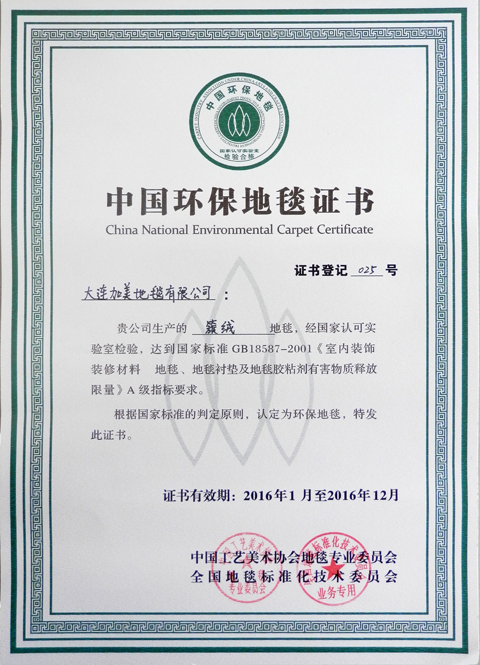 中国环保地毯
国家认可实验室
检验合格
中国环保地毯证书
China National Environmental Carpet Certificate
证书登记 025 号
大连加美地毯有限公司：
贵公司生产的 簇绒 地毯，经国家认可实
验室检验，达到国家标准 GB18587-2001《室内装饰
装修材料 地毯、地毯衬垫及地毯胶粘剂有害物质释放
限量》A 级指标要求。
根据国家标准的判定原则，认定为环保地毯，特发
此证书。
证书有效期：2016年1月至2016年12月
中国工艺美术协会地毯专业委员会
全国地毯标准化技术委员会
专业委员会
业务专用